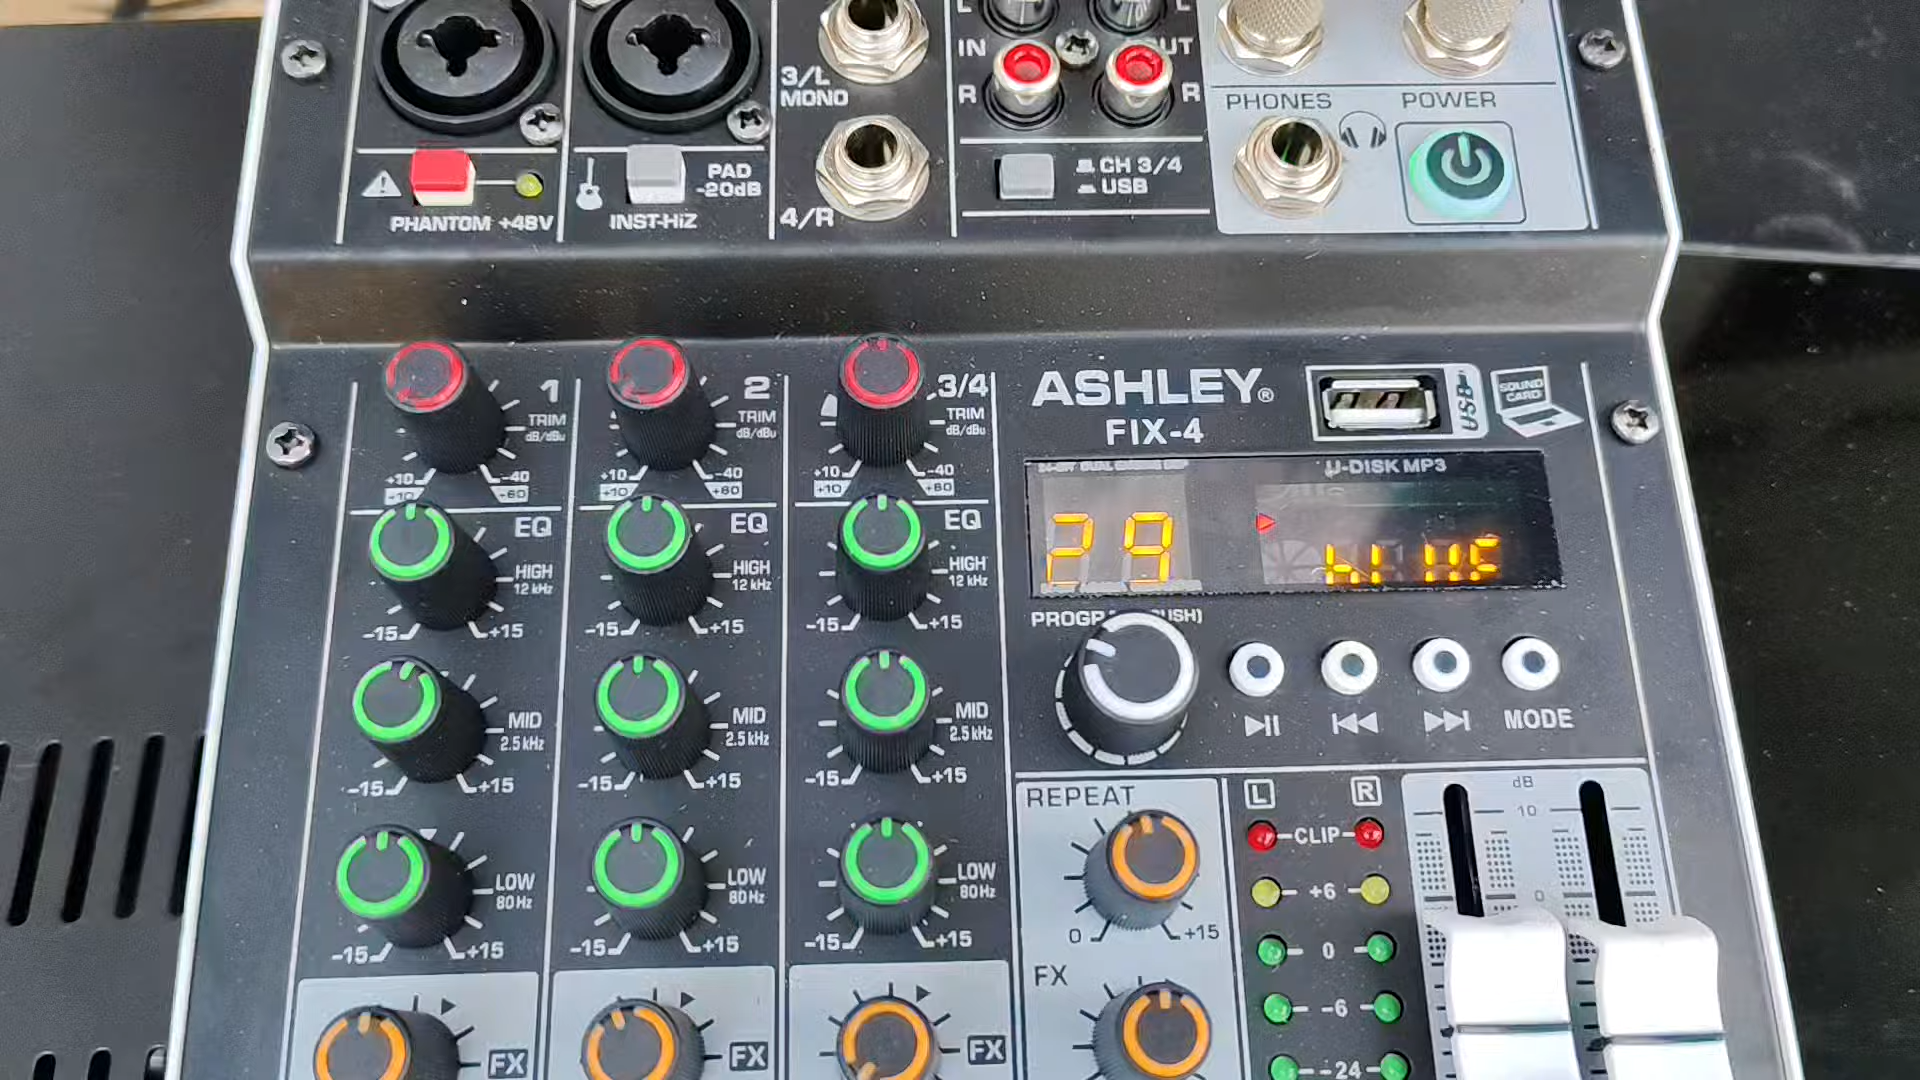 L L
IN OUT
R R
3/L
MONO
4/R
PHONES POWER
CH 3/4
USB
PHANTOM +48V
INST-HiZ
PAD
-20dB
1
TRIM
dB/dBu
+10 -40
+10 -60
2
TRIM
dB/dBu
+10 -40
+10 +60
3/4
TRIM
dB/dBu
+10 -40
+10 +60
ASHLEY®
FIX-4
USB
SOUND
CARD
μ-DISK MP3
29
EQ
HIGH
12 kHz
-15 +15
EQ
HIGH
12 kHz
-15 +15
EQ
HIGH
12 kHz
-15 +15
MID
2.5 kHz
-15 +15
MID
2.5 kHz
-15 +15
MID
2.5 kHz
-15 +15
MODE
LOW
80 Hz
-15 +15
LOW
80 Hz
-15 +15
LOW
80 Hz
-15 +15
REPEAT
0 +15
FX
L R
CLIP
+6
0
-6
-24
dB
10
0
FX
FX
FX